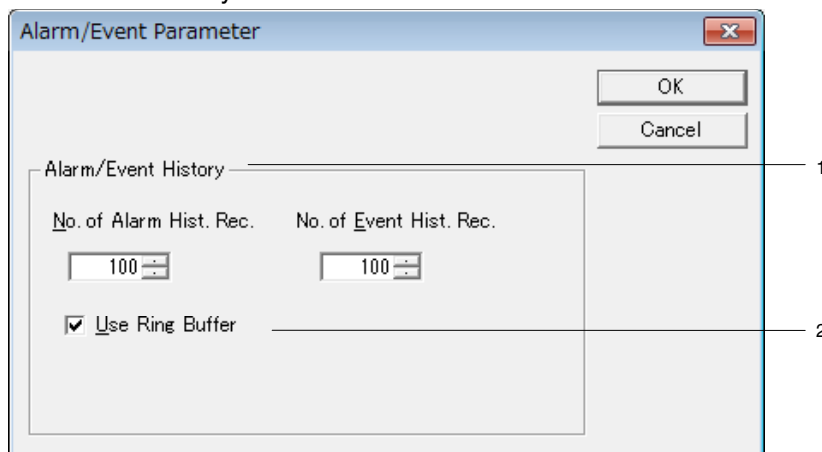 Alarm/Event Parameter
OK
Cancel
Alarm/Event History
1
No. of Alarm Hist. Rec. No. of Event Hist. Rec.
100 100
Use Ring Buffer
2